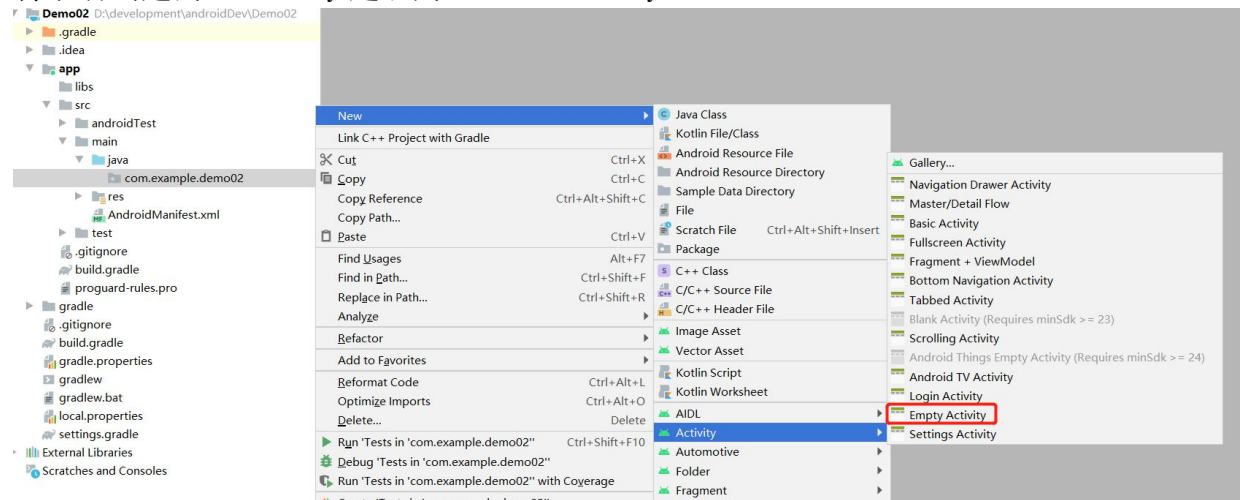 Demo02 D:\development\androidDev\Demo02
.gradle
.idea
app
libs
src
androidTest
main
java
com.example.demo02
res
AndroidManifest.xml
test
.gitignore
build.gradle
proguard-rules.pro
gradle
.gitignore
build.gradle
gradle.properties
gradlew
gradlew.bat
local.properties
settings.gradle
External Libraries
Scratches and Consoles
New
Link C++ Project with Gradle
Cut Ctrl+X
Copy Ctrl+C
Copy Reference Ctrl+Alt+Shift+C
Copy Path...
Paste Ctrl+V
Find Usages Alt+F7
Find in Path... Ctrl+Shift+F
Replace in Path... Ctrl+Shift+R
Analyze
Refactor
Add to Favorites
Reformat Code Ctrl+Alt+L
Optimize Imports Ctrl+Alt+O
Delete... Delete
Run 'Tests in 'com.example.demo02'' Ctrl+Shift+F10
Debug 'Tests in 'com.example.demo02''
Run 'Tests in 'com.example.demo02'' with Coverage
Java Class
Kotlin File/Class
Android Resource File
Android Resource Directory
Sample Data Directory
File
Scratch File Ctrl+Alt+Shift+Insert
Package
C++ Class
C/C++ Source File
C/C++ Header File
Image Asset
Vector Asset
Kotlin Script
Kotlin Worksheet
AIDL
Activity
Automotive
Folder
Fragment
Gallery...
Navigation Drawer Activity
Master/Detail Flow
Basic Activity
Fullscreen Activity
Fragment + ViewModel
Bottom Navigation Activity
Tabbed Activity
Blank Activity (Requires minSdk >= 23)
Scrolling Activity
Android Things Empty Activity (Requires minSdk >= 24)
Android TV Activity
Login Activity
Empty Activity
Settings Activity